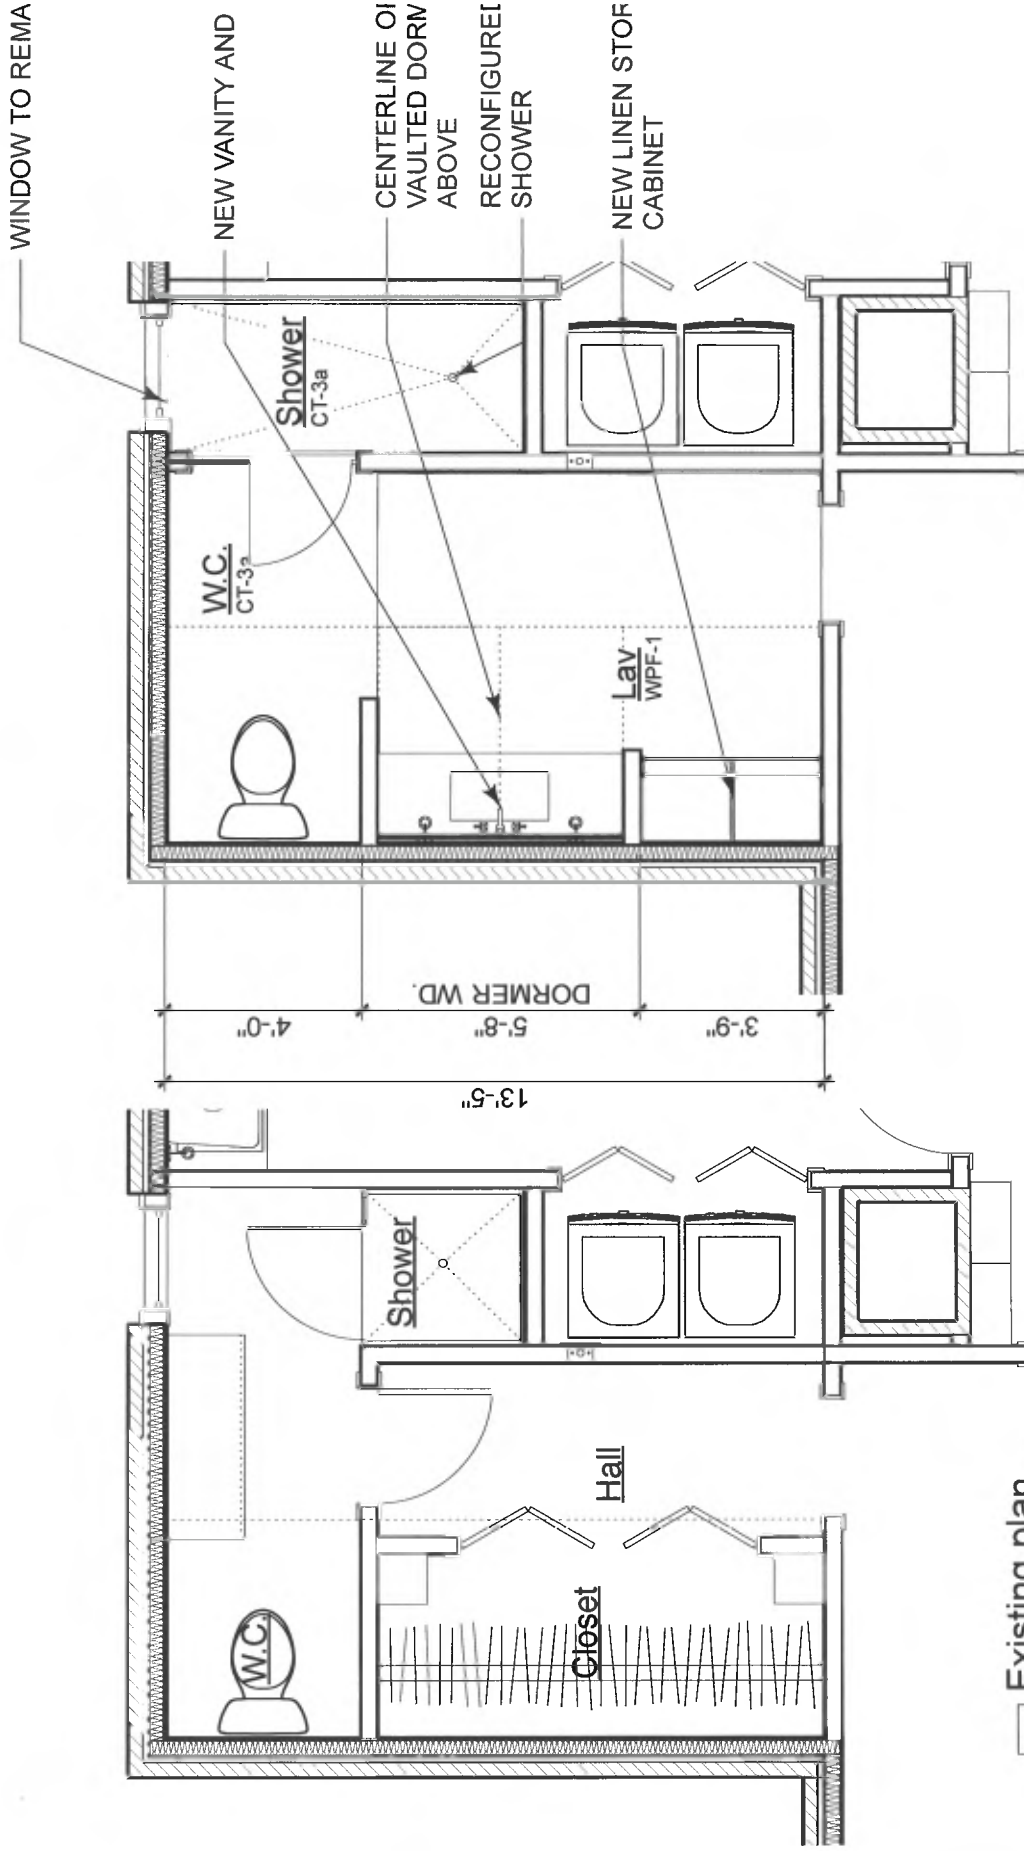 WINDOW TO REMA
NEW VANITY AND
CENTERLINE
VAULTED DORM
ABOVE
RECONFIGURED
SHOWER
NEW LINEN STOR
CABINET
Shower
CT-3a
W.C.
CT-3a
Lav
WPF-1
4'-0"
5'-8"
DORMER WD.
3'-9"
13'-5"
Shower
W.C.
Hall
Closet
Existing plan